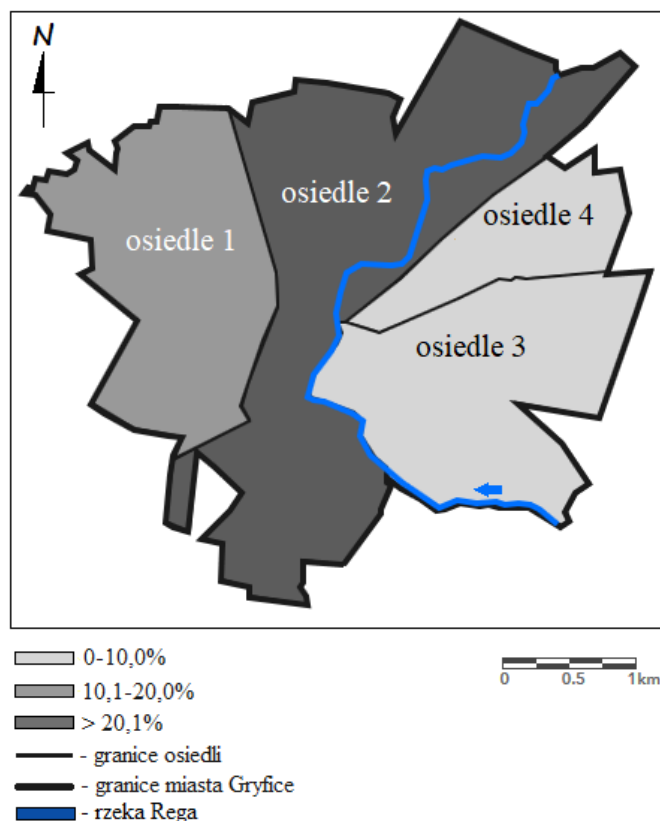 N
osiedle 2
osiedle 4
osiedle 1
osiedle 3
0-10,0%
10,1-20,0%
> 20,1%
0 0.5 1km
- granice osiedli
- granice miasta Gryfice
- rzeka Rega